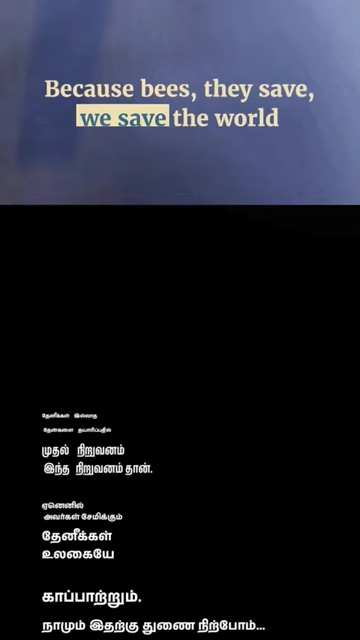 Because bees, they save,
we save the world
தேனீக்கள் இல்லாத
தேன்களை தயாரிப்பதில்
முதல் நிறுவனம்
இந்த நிறுவனம் தான்.
ஏனெனில்
அவர்கள் சேமிக்கும்
தேனீக்கள்
உலகையே
காப்பாற்றும்.
நாமும் இதற்கு துணை நிற்போம்...